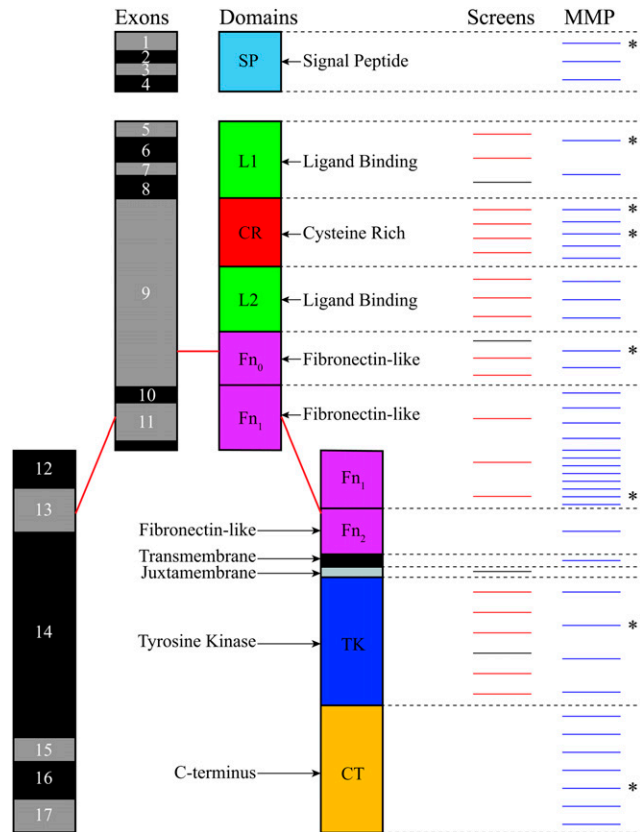 Exons Domains Screens MMP
1 *
2
SP Signal Peptide
3
4
5
*
6
L1 Ligand Binding
7
8
*
CR Cysteine Rich *
9
L2 Ligand Binding
*
Fn0 Fibronectin-like
10
Fn1 Fibronectin-like
11
12
Fn1
*
13
Fibronectin-like Fn2
Transmembrane
Juxtamembrane
*
14
Tyrosine Kinase TK
15
C-terminus CT
16 *
17